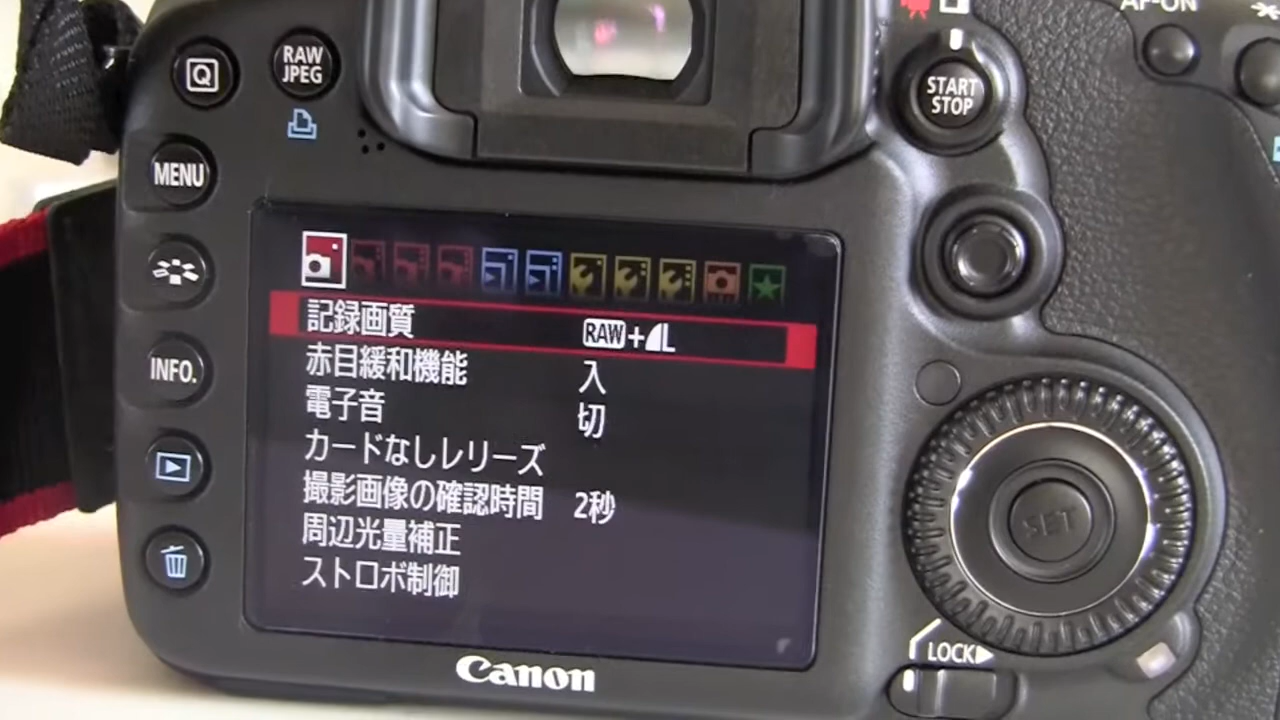 AF-ON
RAW
JPEG
Q
START
STOP
MENU
INFO.
記録画質 RAW+L
赤目緩和機能 入
電子音 切
カードなしレリーズ
撮影画像の確認時間 2秒
周辺光量補正
ストロボ制御
SET
LOCK▶
Canon